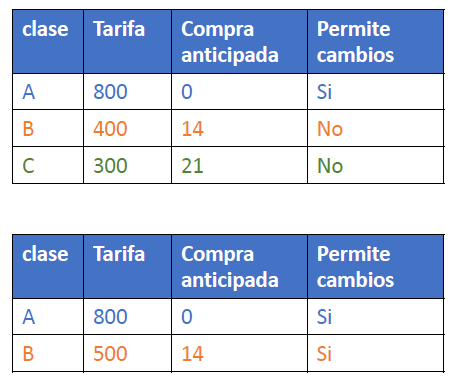 clase Tarifa Compra anticipada Permite cambios
A 800 0 Si
B 400 14 No
C 300 21 No
clase Tarifa Compra anticipada Permite cambios
A 800 0 Si
B 500 14 Si